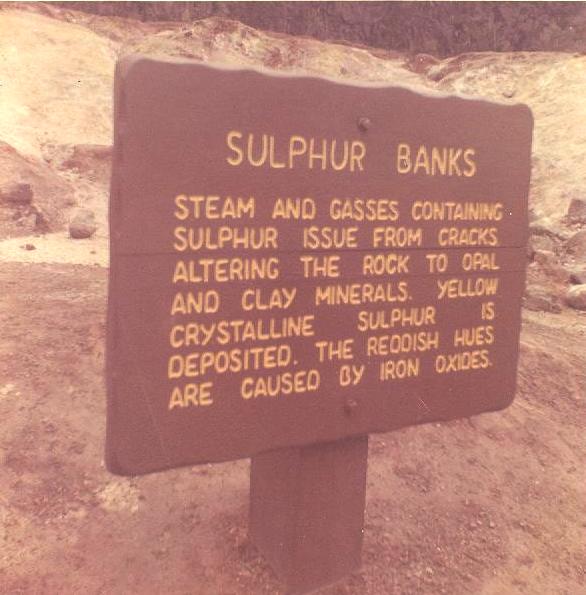 SULPHUR BANKS
STEAM AND GASSES CONTAINING
SULPHUR ISSUE FROM CRACKS
ALTERING THE ROCK TO OPAL
AND CLAY MINERALS. YELLOW
CRYSTALLINE SULPHUR IS
DEPOSITED. THE REDDISH HUES
ARE CAUSED BY IRON OXIDES.